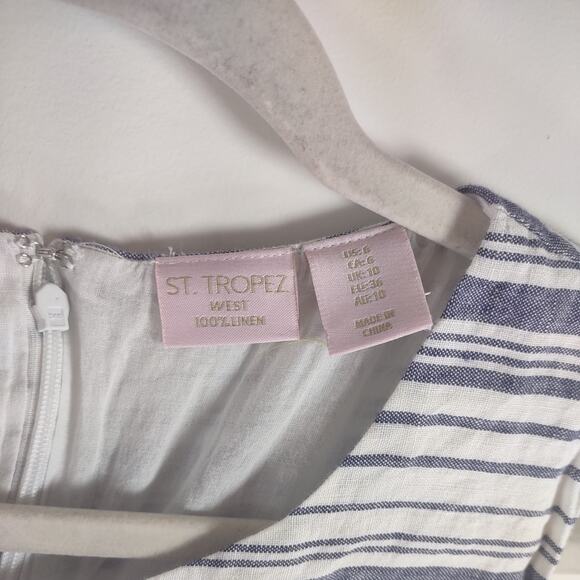 ST. TROPEZ
WEST
100% LINEN
US: 6
CA: 6
UK: 10
EU: 36
AU: 10
MADE IN
CHINA